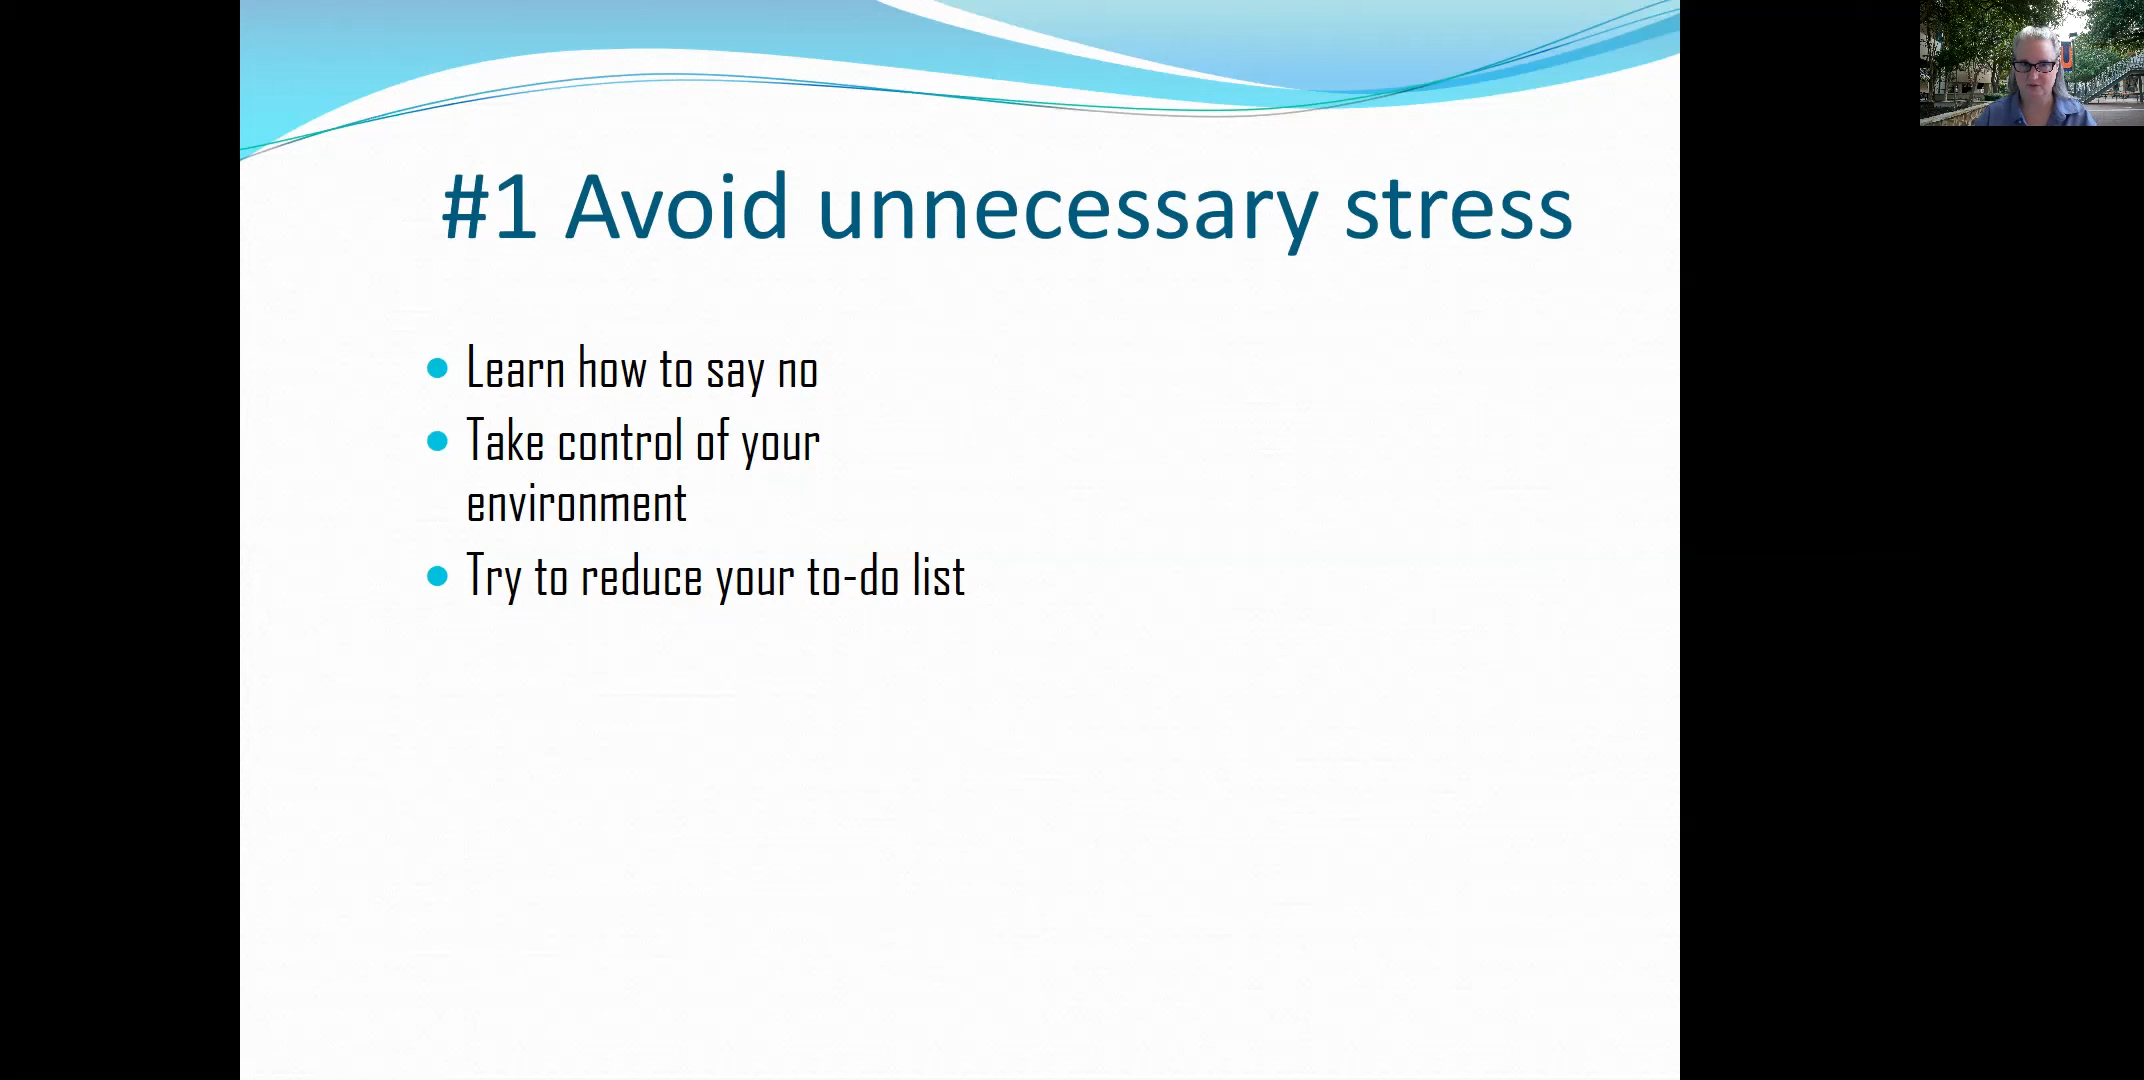 #1 Avoid unnecessary stress
Learn how to say no
Take control of your
environment
Try to reduce your to-do list